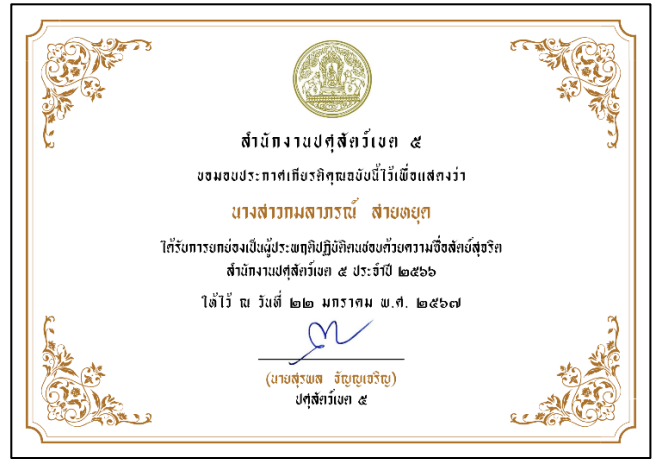 สำนักงานปศุสัตว์เขต ๕
ขอมอบประกาศเกียรติคุณฉบับนี้ไว้เพื่อแสดงว่า
นางสาวกมลาภรณ์ สายหยุด
ได้รับการยกย่องเป็นผู้ประพฤติปฏิบัติตนชอบด้วยความซื่อสัตย์สุจริต
สำนักงานปศุสัตว์เขต ๕ ประจำปี ๒๕๖๖
ให้ไว้ ณ วันที่ ๒๒ มกราคม พ.ศ. ๒๕๖๗
(นายสุรพล ธัญญเจริญ)
ปศุสัตว์เขต ๕